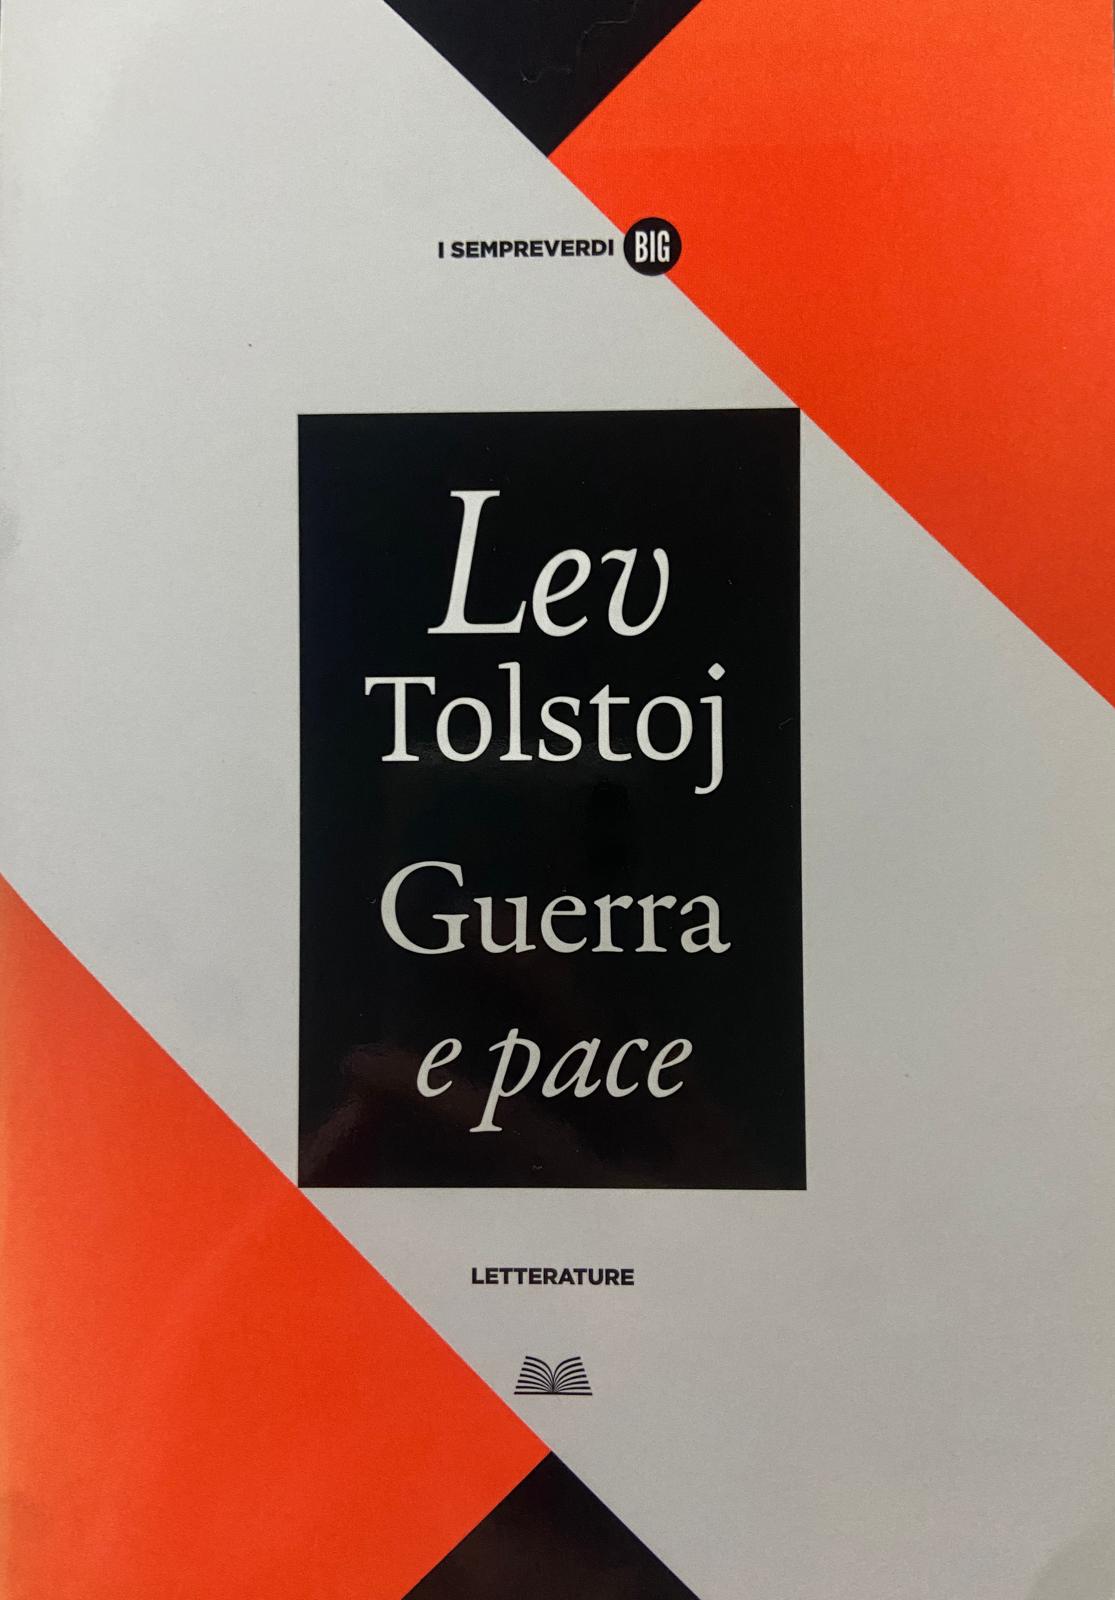 I SEMPREVERDI BIG
Lev
Tolstoj
Guerra
e pace
LETTERATURE